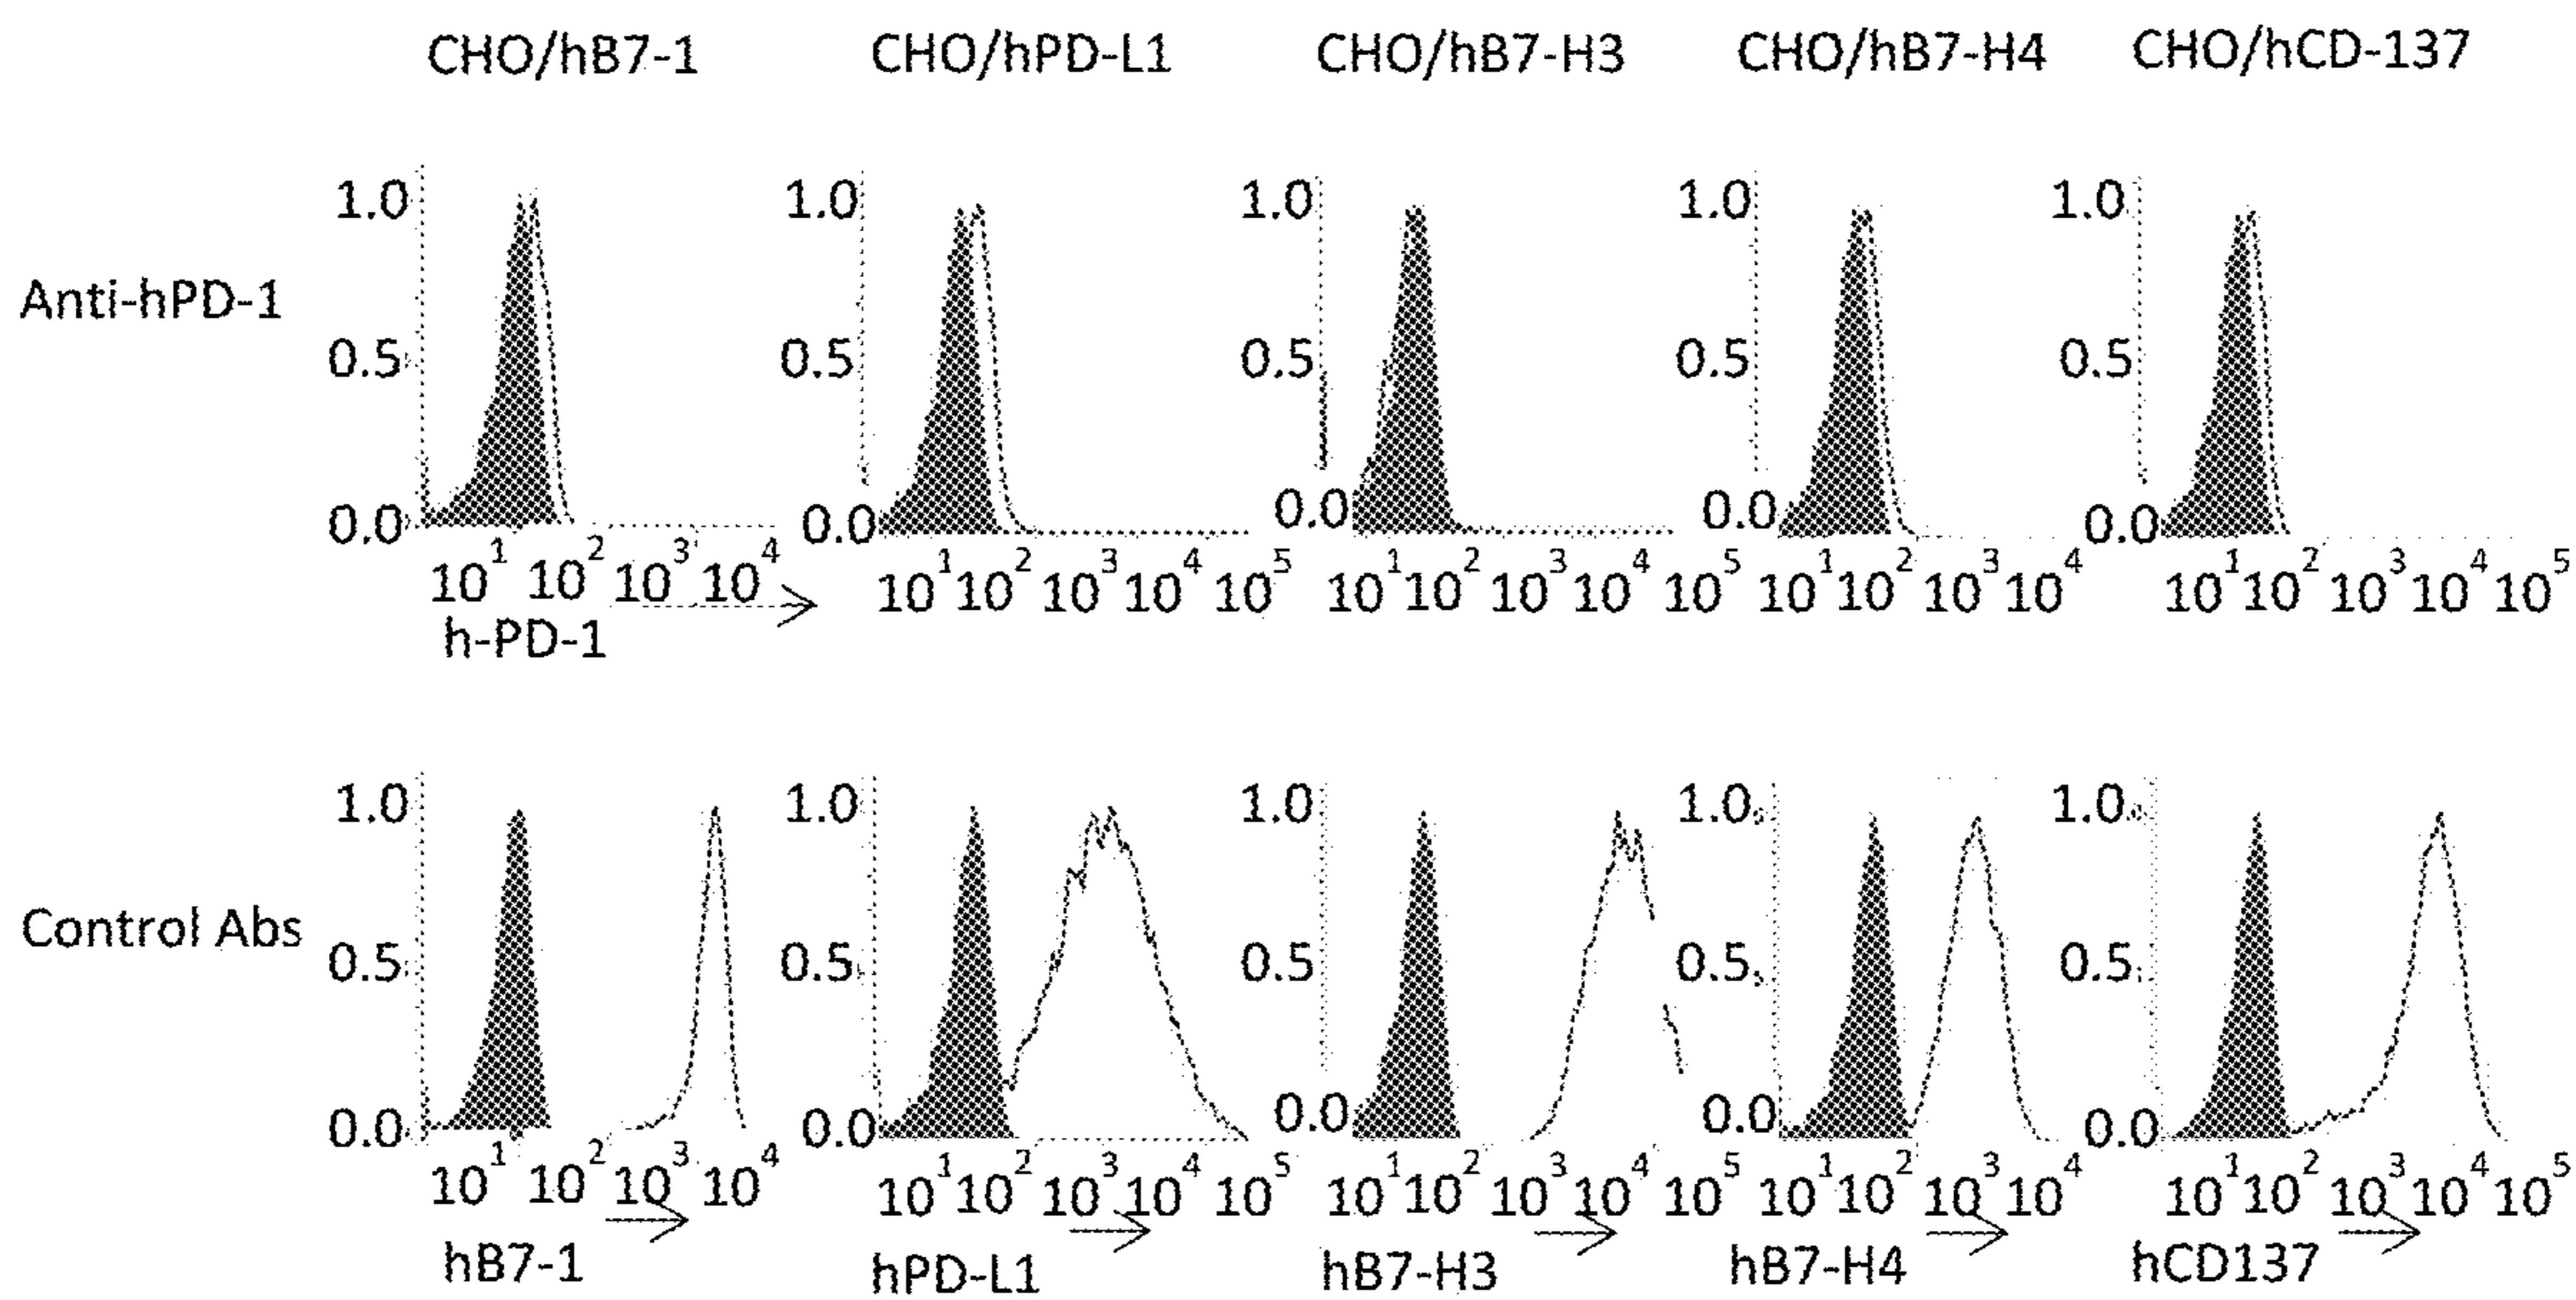 CHO/hB7-1 CHO/hPD-L1 CHO/hB7-H3 CHO/hB7-H4 CHO/hCD-137
1.0 1.0 1.0 1.0 1.0
Anti-hPD-1
0.5 0.5 0.5 0.5 0.5
0.0 0.0 0.0 0.0 0.0
10¹ 10² 10³ 10⁴ 10¹ 10² 10³ 10⁴ 10⁵ 10¹ 10² 10³ 10⁴ 10⁵ 10¹ 10² 10³ 10⁴ 10¹ 10² 10³ 10⁴ 10⁵
h-PD-1
1.0 1.0 1.0 1.0 1.0
Control Abs
0.5 0.5 0.5 0.5 0.5
0.0 0.0 0.0 0.0 0.0
10¹ 10² 10³ 10⁴ 10¹ 10² 10³ 10⁴ 10⁵ 10¹ 10² 10³ 10⁴ 10⁵ 10¹ 10² 10³ 10⁴ 10¹ 10² 10³ 10⁴ 10⁵
hB7-1 hPD-L1 hB7-H3 hB7-H4 hCD137